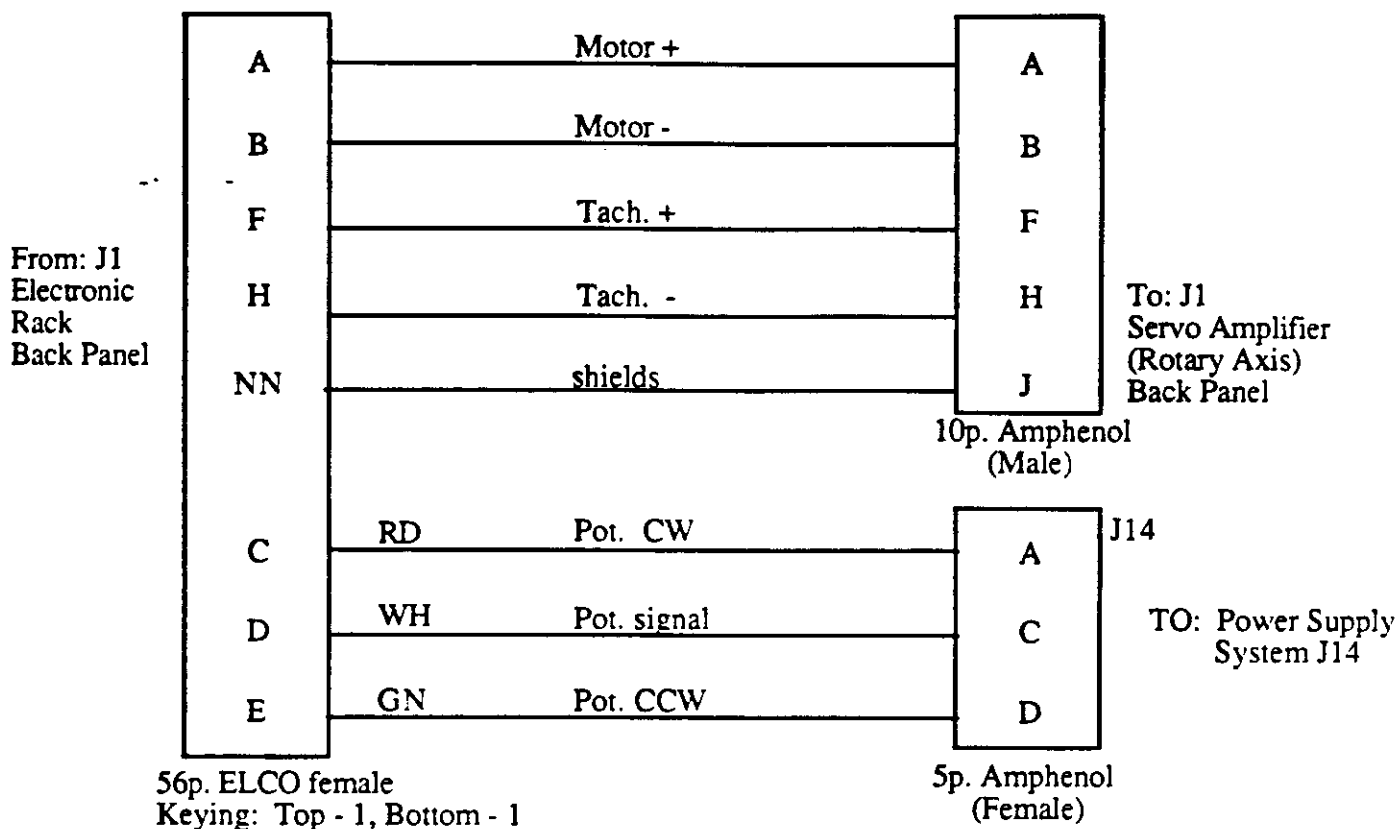 A Motor + A
B Motor - B
F Tach. + F
From: J1
Electronic
Rack
Back Panel
H Tach. - H
To: J1
Servo Amplifier
(Rotary Axis)
Back Panel
NN shields J
10p. Amphenol
(Male)
C RD Pot. CW A J14
D WH Pot. signal C
TO: Power Supply
System J14
E GN Pot. CCW D
56p. ELCO female
Keying: Top - 1, Bottom - 1
5p. Amphenol
(Female)